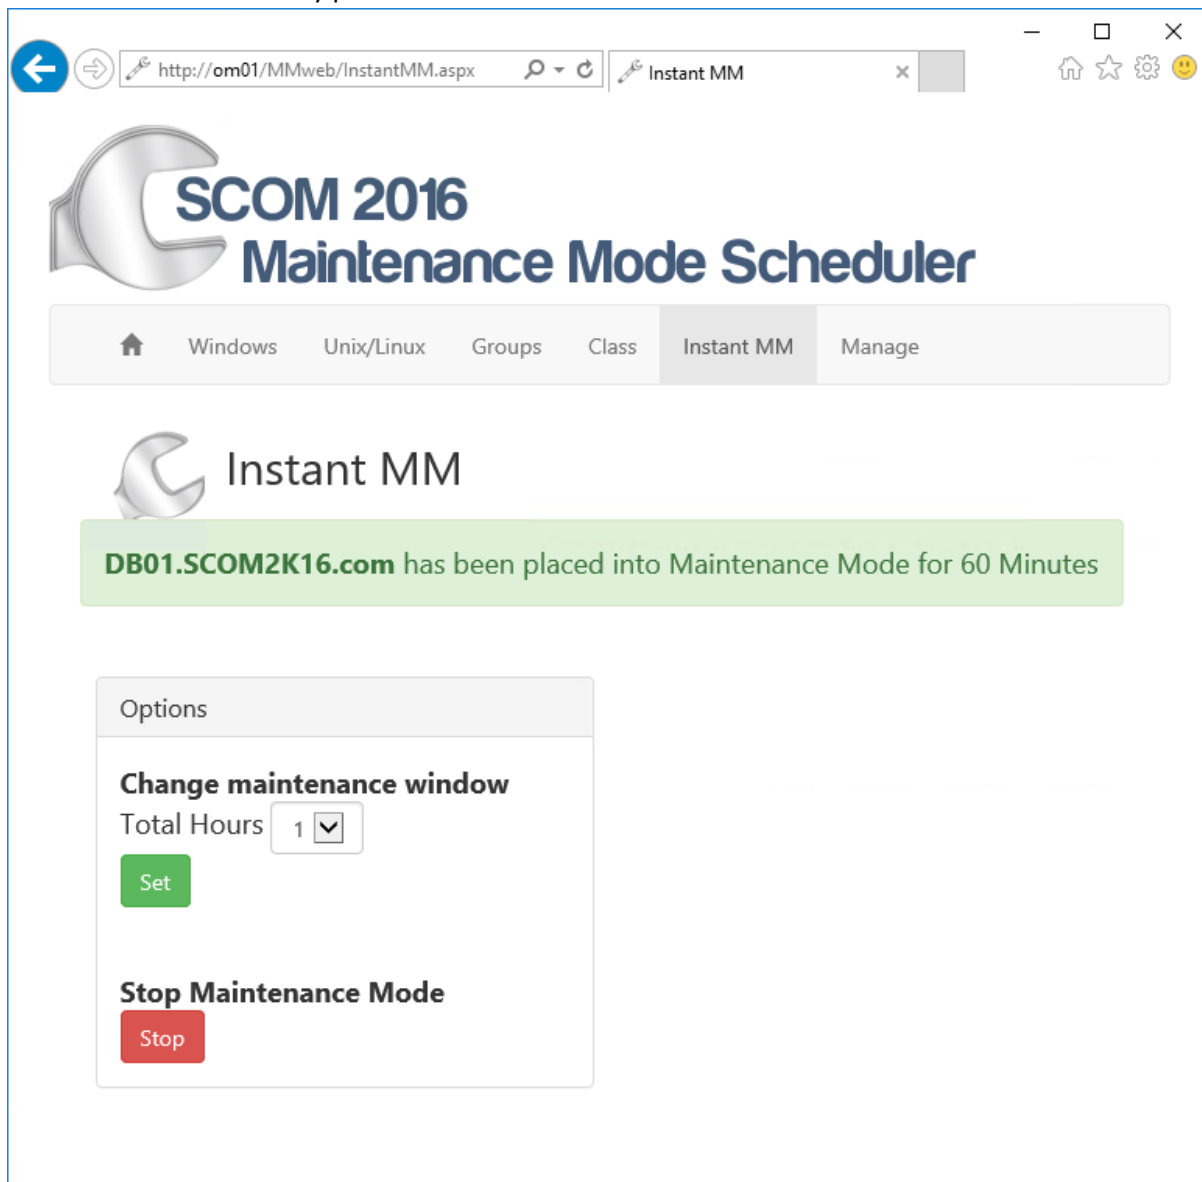 http://om01/MMweb/InstantMM.aspx
Instant MM
SCOM 2016
Maintenance Mode Scheduler
Windows Unix/Linux Groups Class Instant MM Manage
Instant MM
DB01.SCOM2K16.com has been placed into Maintenance Mode for 60 Minutes
Options
Change maintenance window
Total Hours 1
Set
Stop Maintenance Mode
Stop